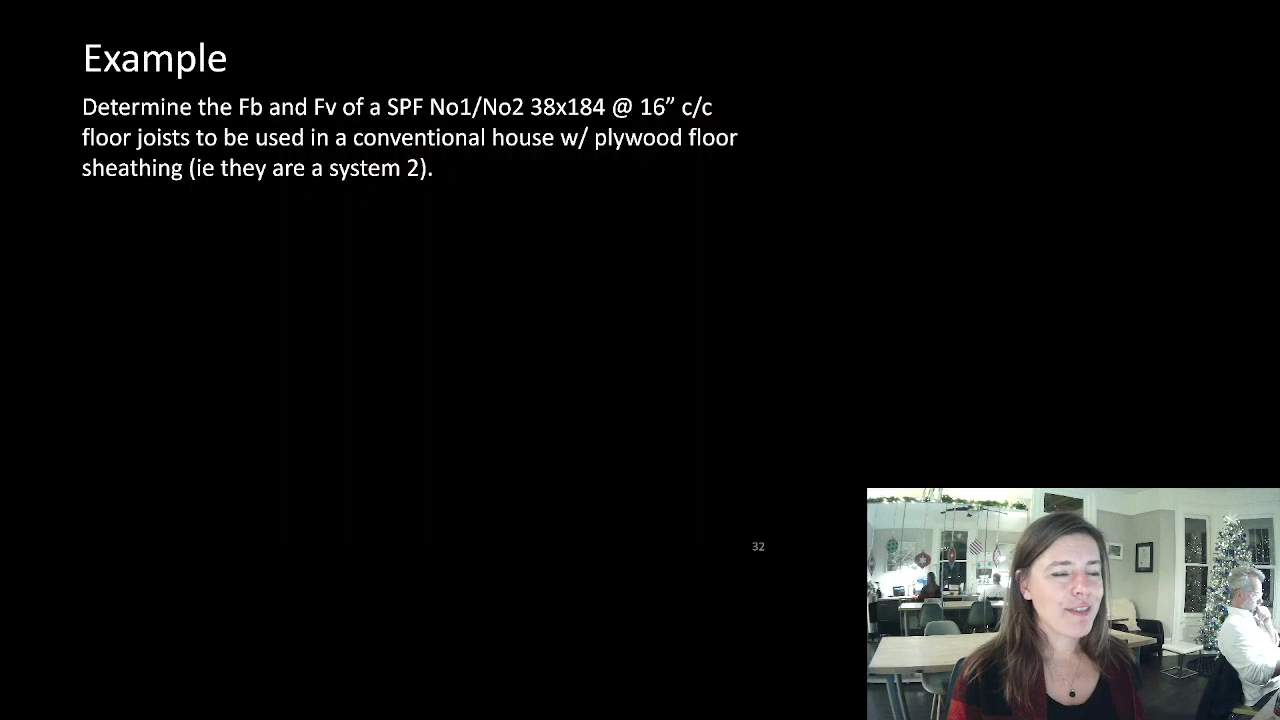 Example
Determine the Fb and Fv of a SPF No1/No2 38x184 @ 16” c/c
floor joists to be used in a conventional house w/ plywood floor
sheathing (ie they are a system 2).
32